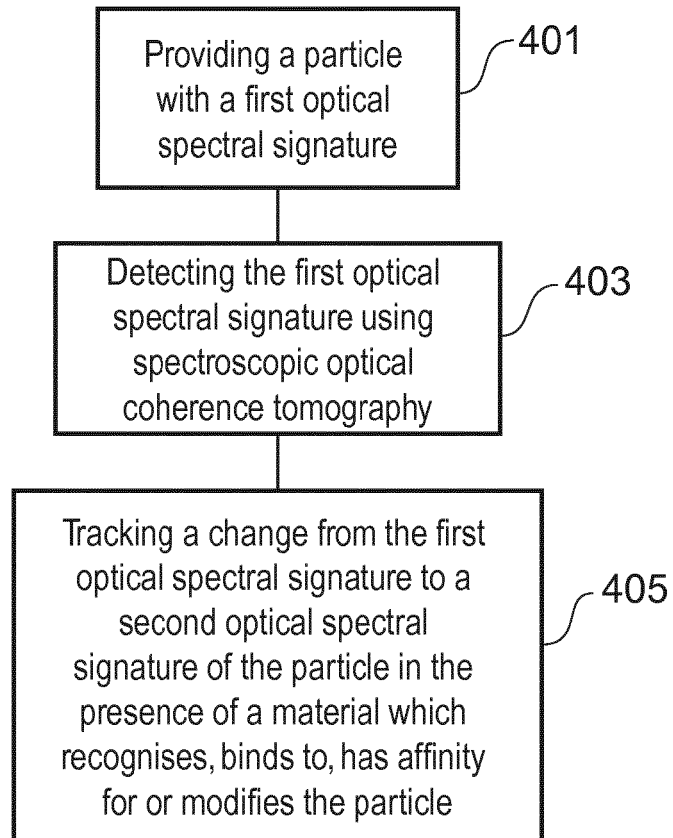 Providing a particle
with a first optical
spectral signature
401
Detecting the first optical
spectral signature using
spectroscopic optical
coherence tomography
403
Tracking a change from the first
optical spectral signature to a
second optical spectral
signature of the particle in the
presence of a material which
recognises, binds to, has affinity
for or modifies the particle
405